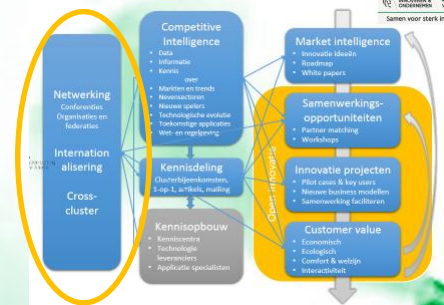 ONDERNEMEN
Samen voor sterk in
Networking
Conferenties
Organisaties en
federaties
Internation
alisering
Cross-
cluster
Competitive
Intelligence
• Data
• Informatie
• Kennis
over
• Markten en trends
• Nevensectoren
• Nieuwe spelers
• Technologische evolutie
• Toekomstige applicaties
• Wet- en regelgeving
Kennisdeling
Clusterbijeenkomsten,
1-op-1, artikels, mailing
Kennisopbouw
• Kenniscentra
• Technologie
leveranciers
• Applicatie specialisten
Open innovatie
Market intelligence
• Innovatie ideeën
• Roadmap
• White papers
Samenwerkings-
opportuniteiten
• Partner matching
• Workshops
Innovatie projecten
• Pilot cases & key users
• Nieuwe business modellen
• Samenwerking faciliteren
Customer value
• Economisch
• Ecologisch
• Comfort & welzijn
• Interactiviteit